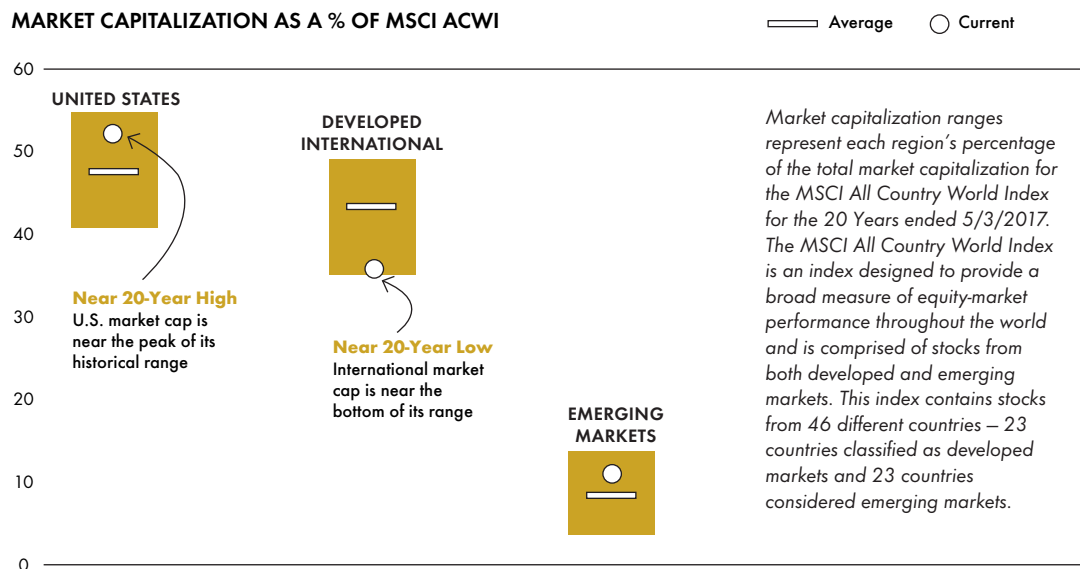 MARKET CAPITALIZATION AS A % OF MSCI ACWI
Average
Current
60
50
40
30
20
10
0
UNITED STATES
Near 20-Year High
U.S. market cap is
near the peak of its
historical range
DEVELOPED
INTERNATIONAL
Near 20-Year Low
International market
cap is near the
bottom of its range
EMERGING
MARKETS
Market capitalization ranges
represent each region’s percentage
of the total market capitalization for
the MSCI All Country World Index
for the 20 Years ended 5/3/2017.
The MSCI All Country World Index
is an index designed to provide a
broad measure of equity-market
performance throughout the world
and is comprised of stocks from
both developed and emerging
markets. This index contains stocks
from 46 different countries – 23
countries classified as developed
markets and 23 countries
considered emerging markets.